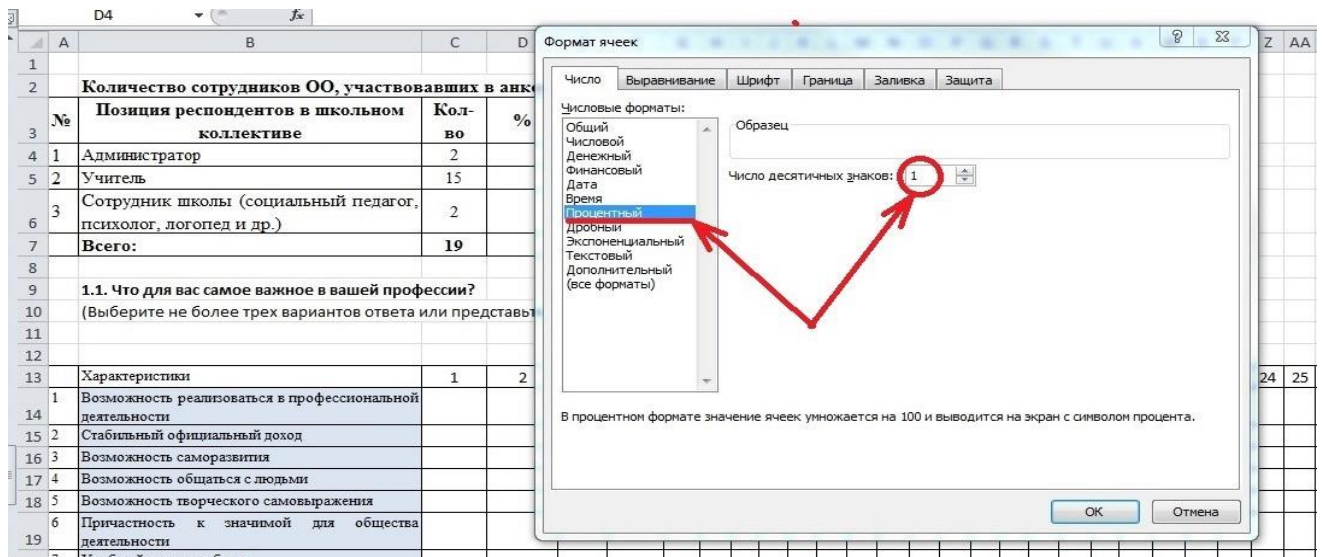 D4 fx
A B C D Z AA
Формат ячеек
1
2 Количество сотрудников ОО, участвовавших в анк
3 № Позиция респондентов в школьном коллективе Кол-во %
4 1 Администратор 2
5 2 Учитель 15
6 3 Сотрудник школы (социальный педагог, психолог, логопед и др.) 2
7 Всего: 19
8
9 1.1. Что для вас самое важное в вашей профессии?
10 (Выберите не более трех вариантов ответа или представьт
11
12
13 Характеристики 1 2 24 25
14 1 Возможность реализоваться в профессиональной деятельности
15 2 Стабильный официальный доход
16 3 Возможность саморазвития
17 4 Возможность общаться с людьми
18 5 Возможность творческого самовыражения
19 6 Причастность к значимой для общества деятельности
Число Выравнивание Шрифт Граница Заливка Защита
Числовые форматы:
Общий
Числовой
Денежный
Финансовый
Дата
Время
Процентный
Дробный
Экспоненциальный
Текстовый
Дополнительный
(все форматы)
Образец
Число десятичных знаков: 1
В процентном формате значение ячеек умножается на 100 и выводится на экран с символом процента.
ОК Отмена